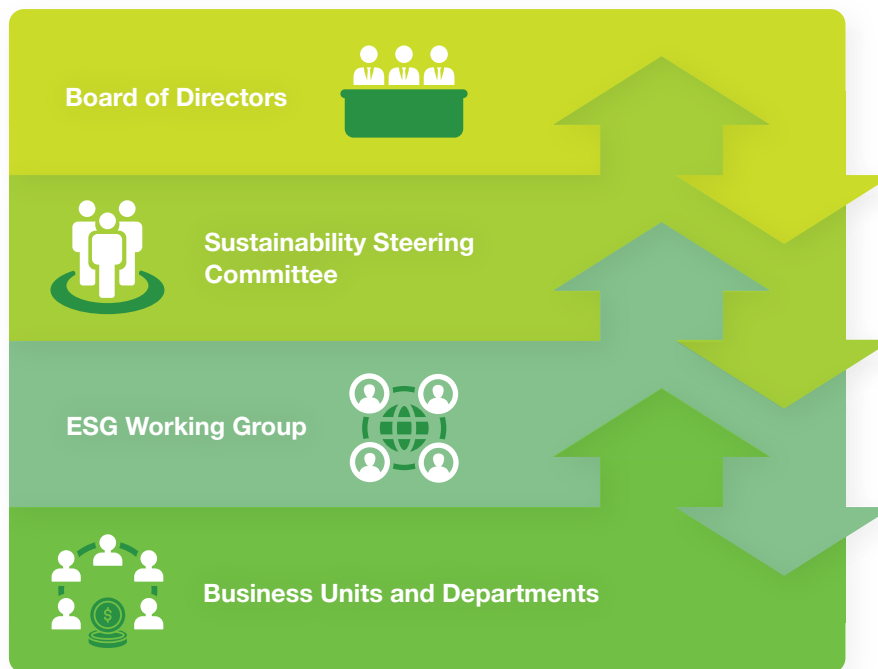 Board of Directors
Sustainability Steering
Committee
ESG Working Group
$
Business Units and Departments